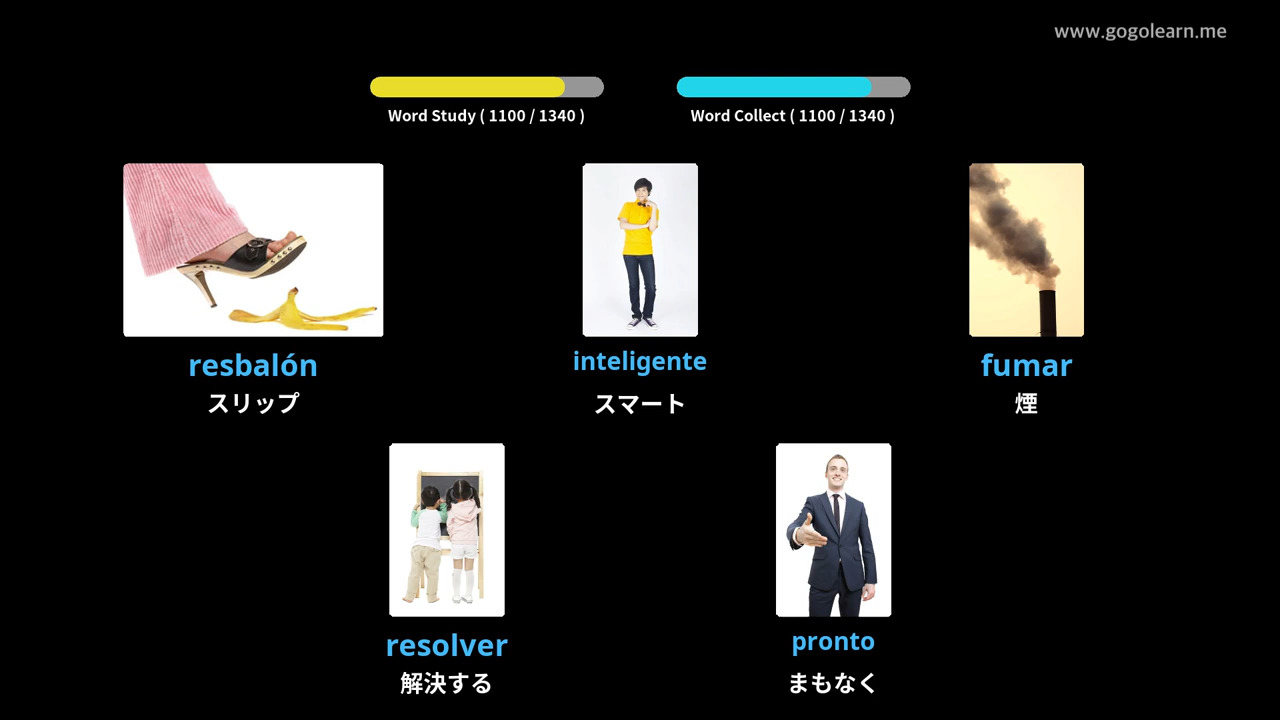 www.gogolearn.me
Word Study ( 1100 / 1340 )
Word Collect ( 1100 / 1340 )
resbalón
スリップ
inteligente
スマート
fumar
煙
resolver
解決する
pronto
まもなく